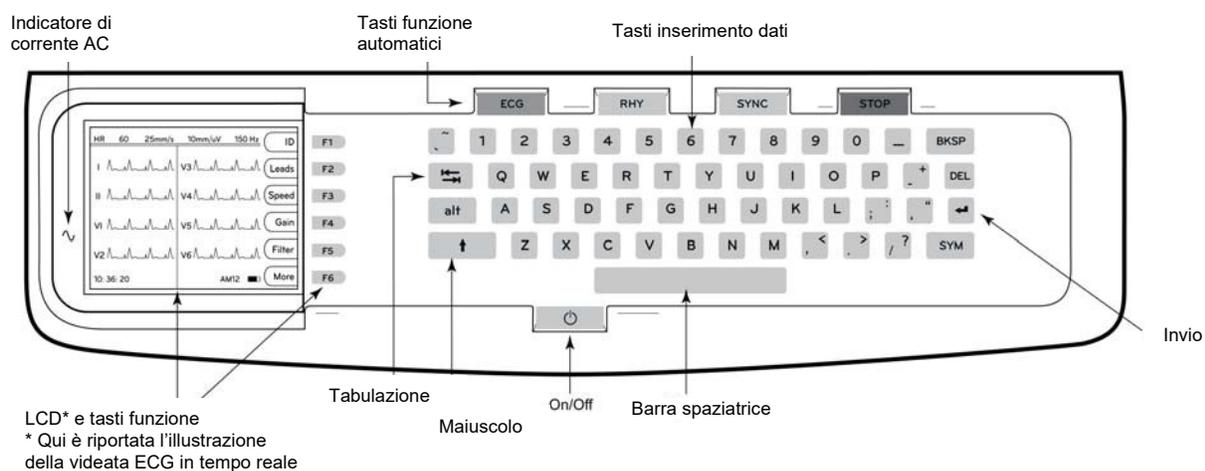 Indicatore di
corrente AC
Tasti funzione
automatici
Tasti inserimento dati
ECG RHY SYNC STOP
HR 60 25mm/s 10mm/uV 150 Hz ID F1
~ ` 1 2 3 4 5 6 7 8 9 0 _ BKSP
I V3 Leads F2
Q W E R T Y U I O P - + DEL
II V4 Speed F3
alt A S D F G H J K L ; : ‚ “
V1 V5 Gain F4
Z X C V B N M , < . > / ? SYM
V2 V6 Filter F5
10: 36: 20 AM12 More F6
Invio
Tabulazione
On/Off
Barra spaziatrice
Maiuscolo
LCD* e tasti funzione
* Qui è riportata l’illustrazione
della videata ECG in tempo reale